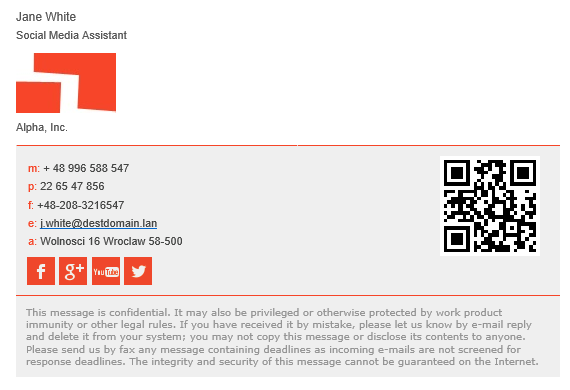 Jane White
Social Media Assistant
Alpha, Inc.
m: + 48 996 588 547
p: 22 65 47 856
f: +48-208-3216547
e: j.white@destdomain.lan
a: Wolnosci 16 Wroclaw 58-500
f g+ You Tube
This message is confidential. It may also be privileged or otherwise protected by work product
immunity or other legal rules. If you have received it by mistake, please let us know by e-mail reply
and delete it from your system; you may not copy this message or disclose its contents to anyone.
Please send us by fax any message containing deadlines as incoming e-mails are not screened for
response deadlines. The integrity and security of this message cannot be guaranteed on the Internet.